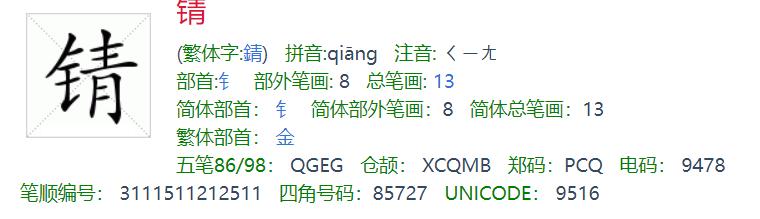 锖
锖
(繁体字:錆) 拼音:qiāng 注音:ㄑㄧㄤ
部首:钅 部外笔画: 8 总笔画: 13
简体部首: 钅 简体部外笔画: 8 简体总笔画: 13
繁体部首: 金
五笔86/98: QGEG 仓颉: XCQMB 郑码: PCQ 电码: 9478
笔顺编号: 3111511212511 四角号码: 85727 UNICODE: 9516